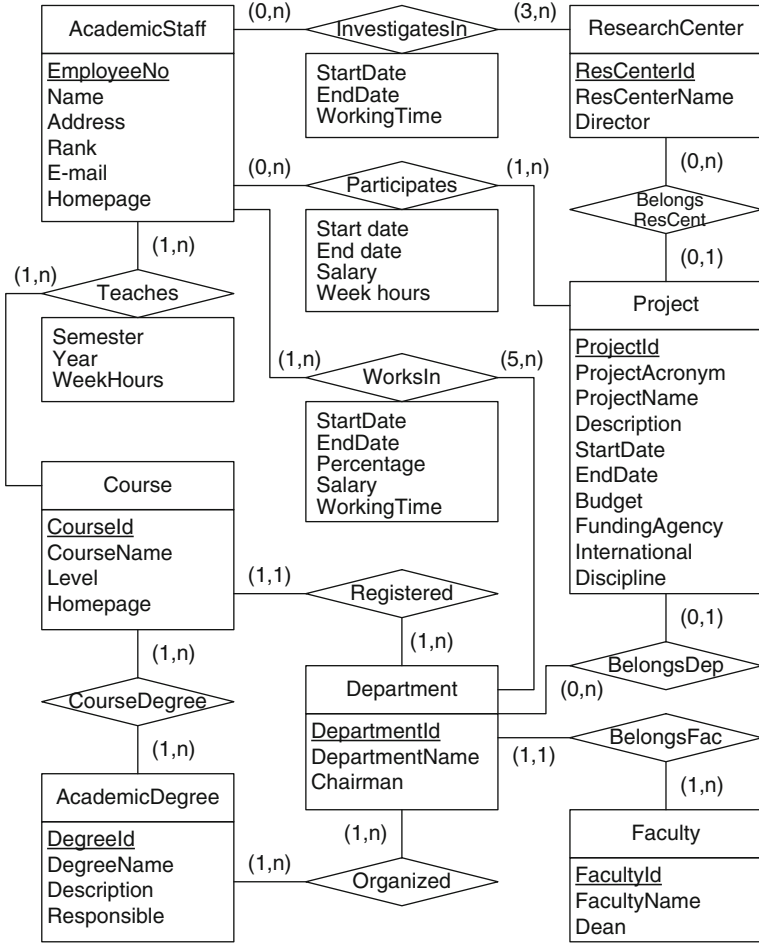 AcademicStaff
EmployeeNo
Name
Address
Rank
E-mail
Homepage
(0,n)
InvestigatesIn
(3,n)
StartDate
EndDate
WorkingTime
ResearchCenter
ResCenterId
ResCenterName
Director
(0,n)
Belongs
ResCent
(0,1)
(0,n)
Participates
(1,n)
Start date
End date
Salary
Week hours
(1,n)
(1,n)
Teaches
Semester
Year
WeekHours
(1,n)
WorksIn
(5,n)
StartDate
EndDate
Percentage
Salary
WorkingTime
Project
ProjectId
ProjectAcronym
ProjectName
Description
StartDate
EndDate
Budget
FundingAgency
International
Discipline
(0,1)
BelongsDep
(0,n)
Course
CourseId
CourseName
Level
Homepage
(1,1)
Registered
(1,n)
(1,n)
CourseDegree
(1,n)
Department
DepartmentId
DepartmentName
Chairman
(1,1)
BelongsFac
(1,n)
AcademicDegree
DegreeId
DegreeName
Description
Responsible
(1,n)
(1,n)
Organized
Faculty
FacultyId
FacultyName
Dean